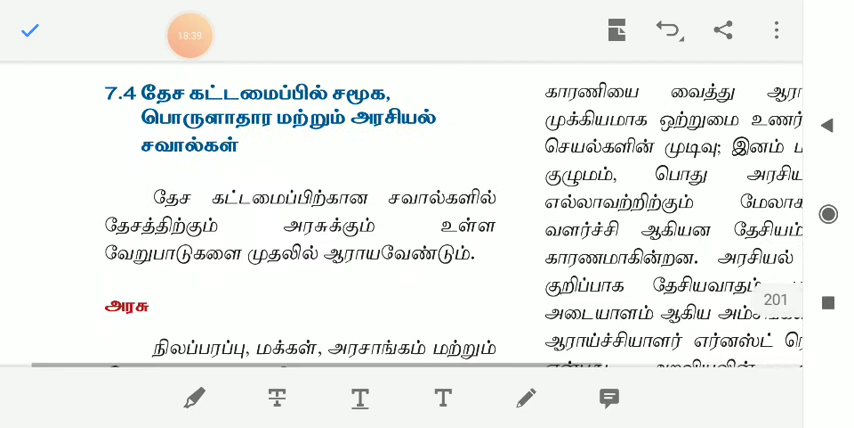 18:39
7.4 தேச கட்டமைப்பில் சமூக,
பொருளாதார மற்றும் அரசியல்
சவால்கள்
தேச கட்டமைப்பிற்கான சவால்களில்
தேசத்திற்கும் அரசுக்கும் உள்ள
வேறுபாடுகளை முதலில் ஆராயவேண்டும்.
அரசு
நிலப்பரப்பு, மக்கள், அரசாங்கம் மற்றும்
காரணியை வைத்து
முக்கியமாக ஒற்றுமை
செயல்களின் முடிவு; இனம்
குழுமம், பொது
எல்லாவற்றிற்கும்
வளர்ச்சி ஆகியன
காரணமாகின்றன. அரசியல்
குறிப்பாக தேசியவாதம்
201
அடையாளம் ஆகிய
ஆராய்ச்சியாளர் எர்னஸ்ட்